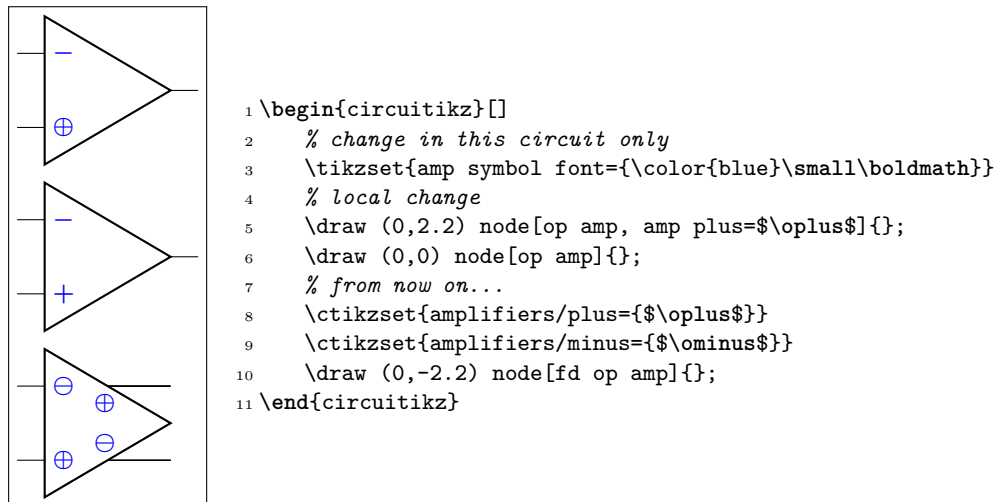 −
⊕
−
+
⊖
⊕
⊖
⊕
1 \begin{circuitikz}[]
2 % change in this circuit only
3 \tikzset{amp symbol font={\color{blue}\small\boldmath}}
4 % local change
5 \draw (0,2.2) node[op amp, amp plus=$\oplus$]{};
6 \draw (0,0) node[op amp]{};
7 % from now on...
8 \ctikzset{amplifiers/plus={$\oplus$}}
9 \ctikzset{amplifiers/minus={$\ominus$}}
10 \draw (0,-2.2) node[fd op amp]{};
11 \end{circuitikz}